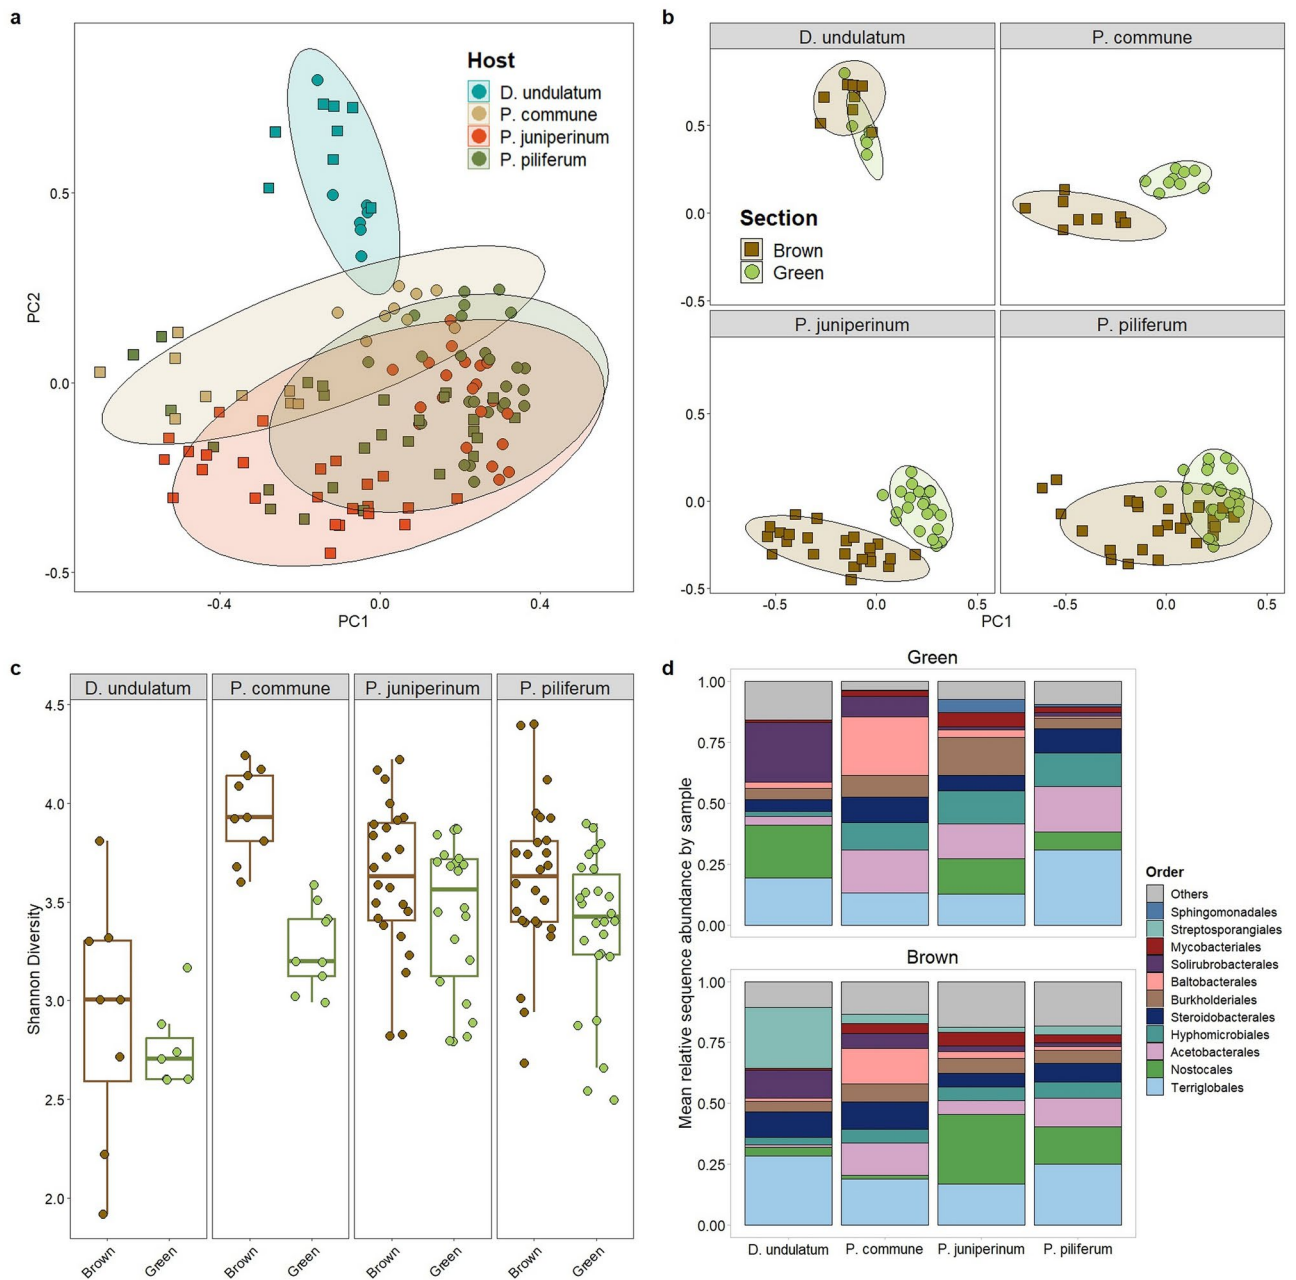 a
Host
D. undulatum
P. commune
P. juniperinum
P. piliferum
0.5
0.0
-0.5
PC2
-0.4
0.0
0.4
PC1
b
D. undulatum
P. commune
0.5
0.0
-0.5
Section
Brown
Green
P. juniperinum
P. piliferum
0.5
0.0
-0.5
-0.5
0.0
0.5
-0.5
0.0
0.5
PC1
c
D. undulatum
P. commune
P. juniperinum
P. piliferum
4.5
4.0
3.5
3.0
2.5
2.0
Shannon Diversity
Brown
Green
Brown
Green
Brown
Green
Brown
Green
d
Green
1.00
0.75
0.50
0.25
0.00
Brown
1.00
0.75
0.50
0.25
0.00
Mean relative sequence abundance by sample
D. undulatum
P. commune
P. juniperinum
P. piliferum
Order
Others
Sphingomonadales
Streptosporangiales
Mycobacteriales
Solirubrobacterales
Baltobacterales
Burkholderiales
Steroidobacterales
Hyphomicrobiales
Acetobacterales
Nostocales
Terriglobales